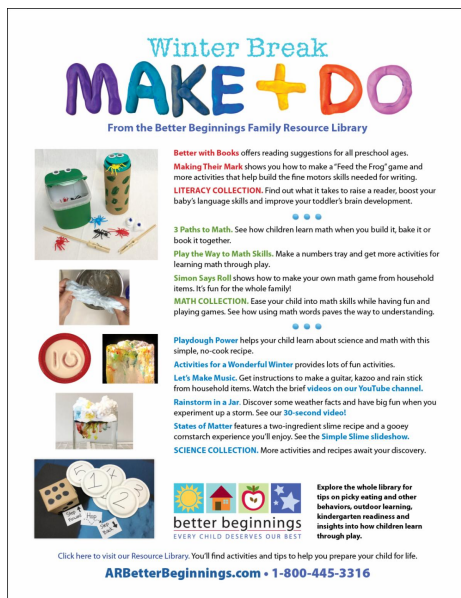 Winter Break
MAKE + DO
From the Better Beginnings Family Resource Library
Better with Books offers reading suggestions for all preschool ages.
Making Their Mark shows you how to make a "Feed the Frog" game and
more activities that help build the fine motors skills needed for writing.
LITERACY COLLECTION. Find out what it takes to raise a reader, boost your
baby's language skills and improve your toddler's brain development.
3 Paths to Math. See how children learn math when you build it, bake it or
book it together.
Play the Way to Math Skills. Make a numbers tray and get more activities for
learning math through play.
Simon Says Roll shows how to make your own math game from household
items. It's fun for the whole family!
MATH COLLECTION. Ease your child into math skills while having fun and
playing games. See how using math words paves the way to understanding.
Playdough Power helps your child learn about science and math with this
simple, no-cook recipe.
Activities for a Wonderful Winter provides lots of fun activities.
Let's Make Music. Get instructions to make a guitar, kazoo and rain stick
from household items. Watch the brief videos on our YouTube channel.
Rainstorm in a Jar. Discover some weather facts and have big fun when you
experiment up a storm. See our 30-second video!
States of Matter features a two-ingredient slime recipe and a gooey
cornstarch experience you'll enjoy. See the Simple Slime slideshow.
SCIENCE COLLECTION. More activities and recipes await your discovery.
10
5
4
1
3
2
Hop
better beginnings
EVERY CHILD DESERVES OUR BEST
Explore the whole library for
tips on picky eating and other
behaviors, outdoor learning,
kindergarten readiness and
insights into how children learn
through play.
Click here to visit our Resource Library. You'll find activities and tips to help you prepare your child for life.
ARBetterBeginnings.com • 1-800-445-3316